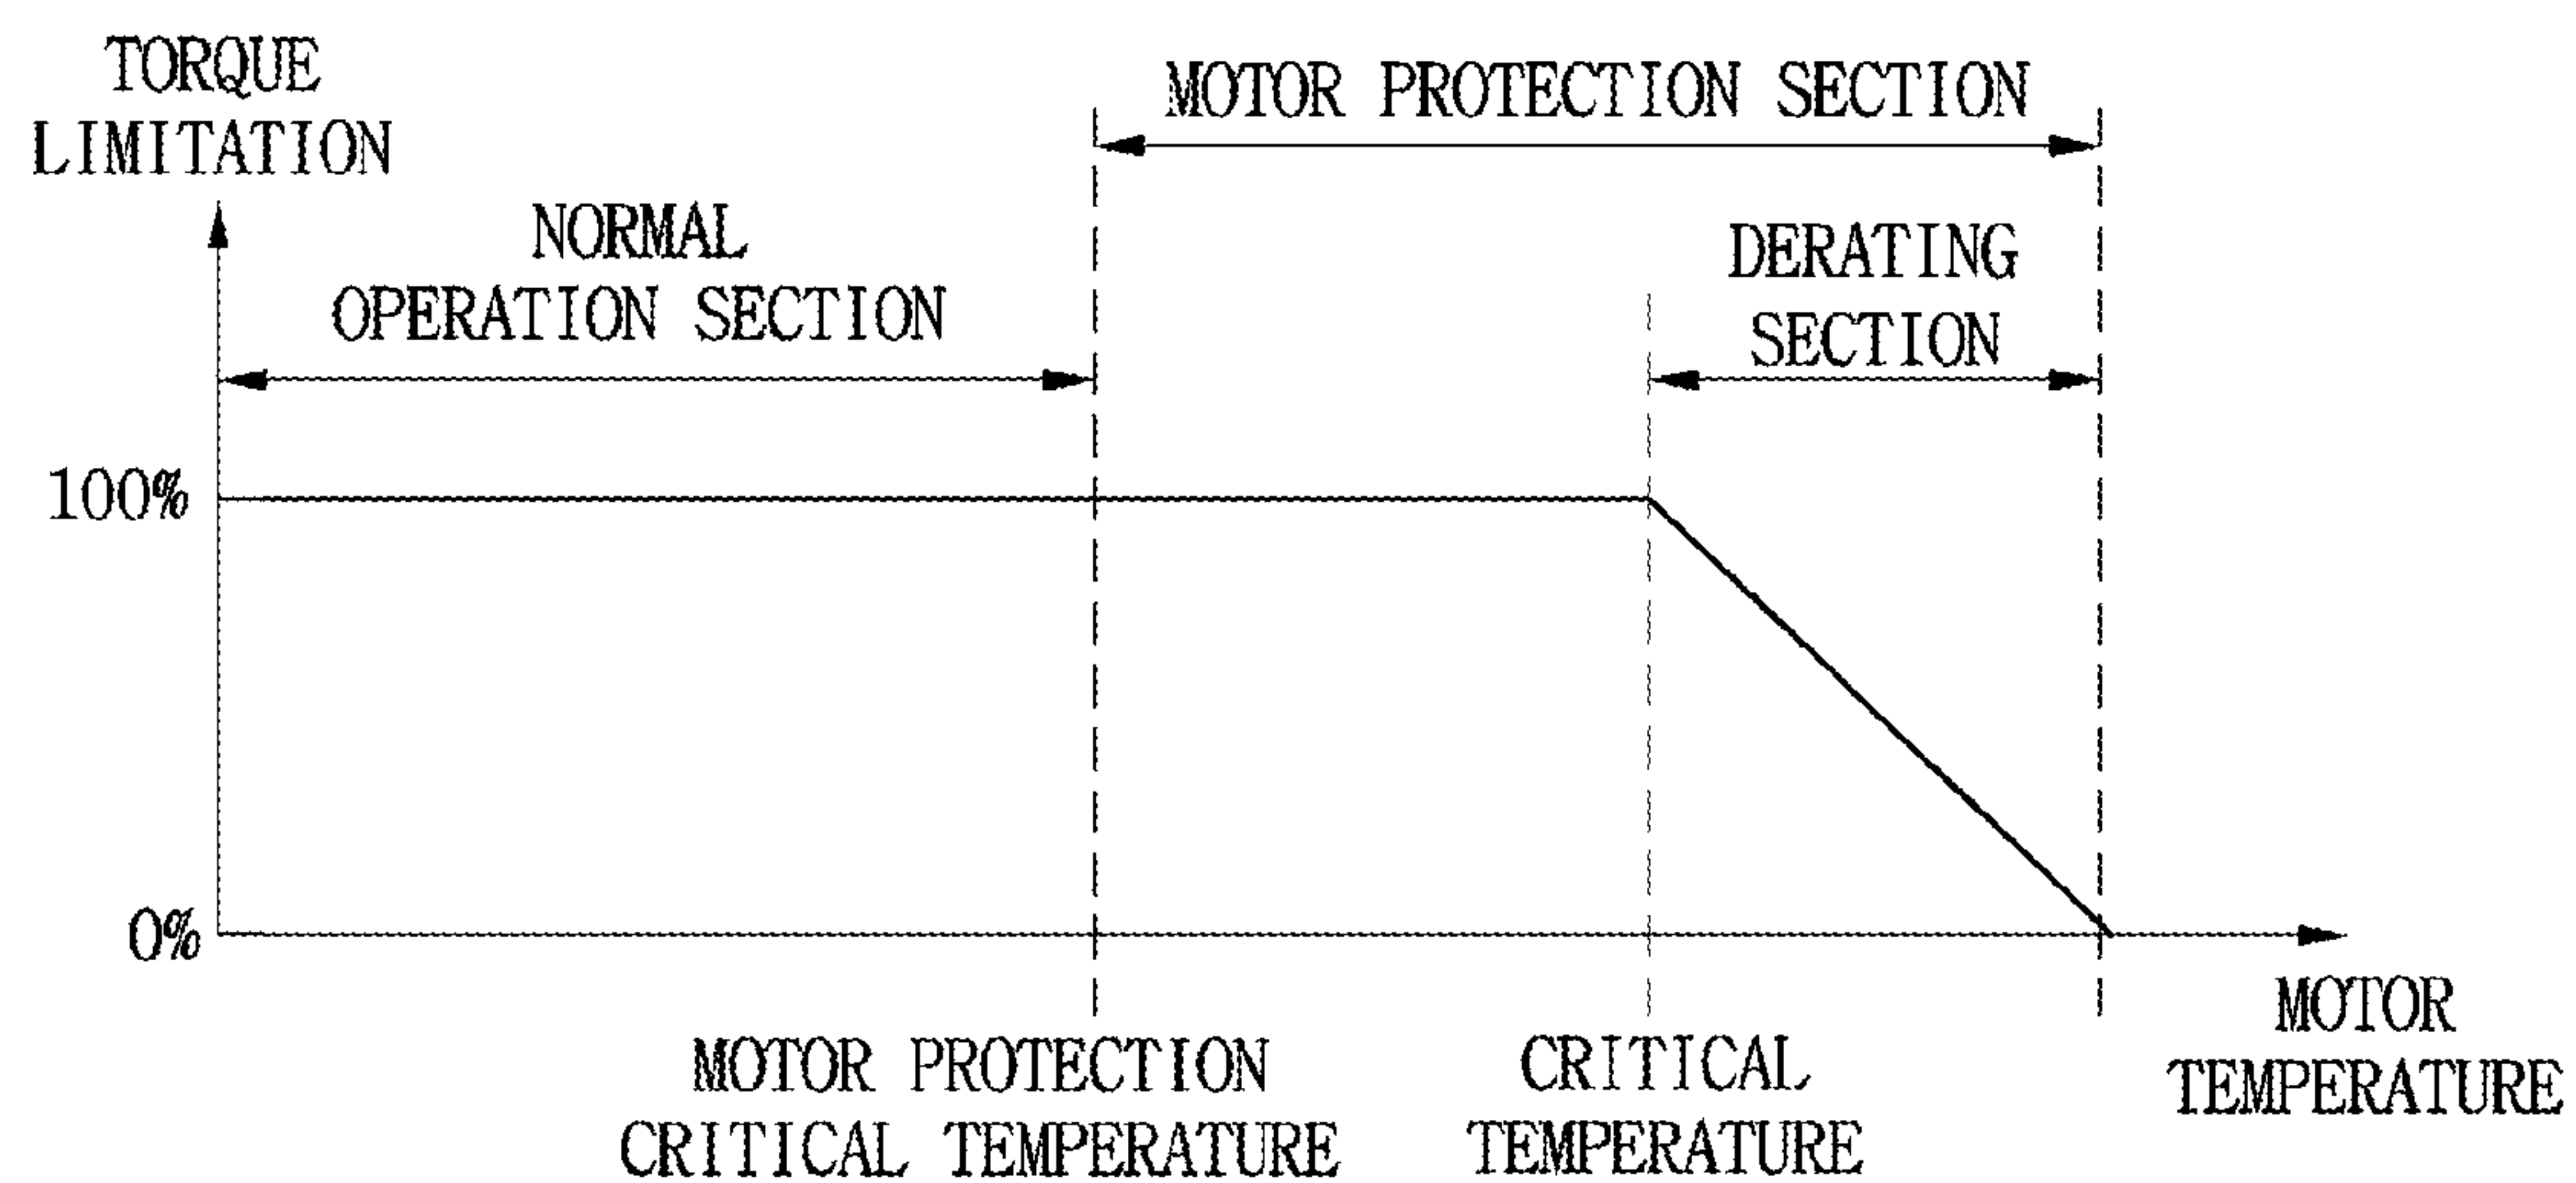 TORQUE
LIMITATION
MOTOR PROTECTION SECTION
NORMAL
OPERATION SECTION
DERATING
SECTION
100%
0%
MOTOR PROTECTION
CRITICAL TEMPERATURE
CRITICAL
TEMPERATURE
MOTOR
TEMPERATURE